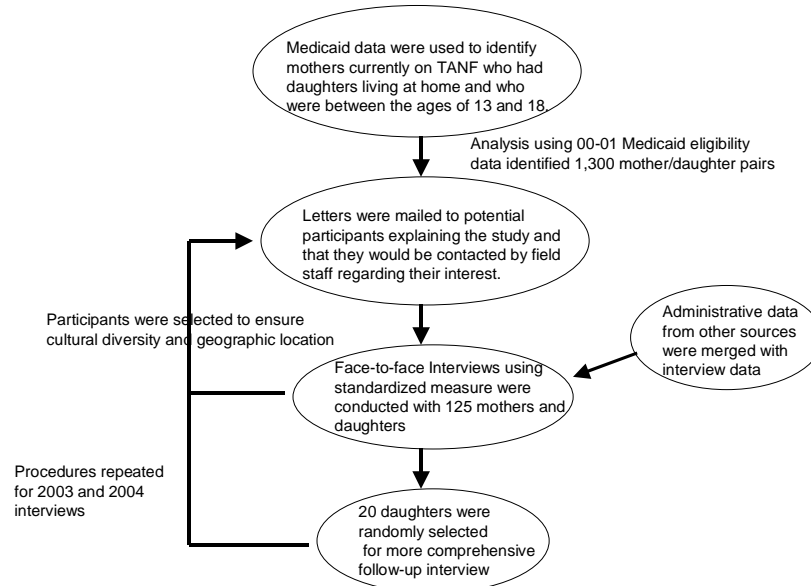 Medicaid data were used to identify
mothers currently on TANF who had
daughters living at home and who
were between the ages of 13 and 18.
Analysis using 00-01 Medicaid eligibility
data identified 1,300 mother/daughter pairs
Letters were mailed to potential
participants explaining the study and
that they would be contacted by field
staff regarding their interest.
Participants were selected to ensure
cultural diversity and geographic location
Administrative data
from other sources
were merged with
interview data
Face-to-face Interviews using
standardized measure were
conducted with 125 mothers and
daughters
Procedures repeated
for 2003 and 2004
interviews
20 daughters were
randomly selected
for more comprehensive
follow-up interview